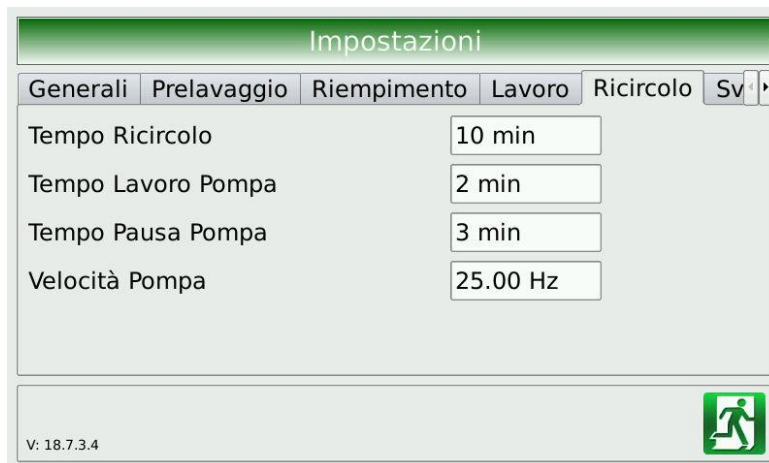 Impostazioni
Generali Prelavaggio Riempimento Lavoro Ricircolo Sv
Tempo Ricircolo 10 min
Tempo Lavoro Pompa 2 min
Tempo Pausa Pompa 3 min
Velocità Pompa 25.00 Hz
V: 18.7.3.4